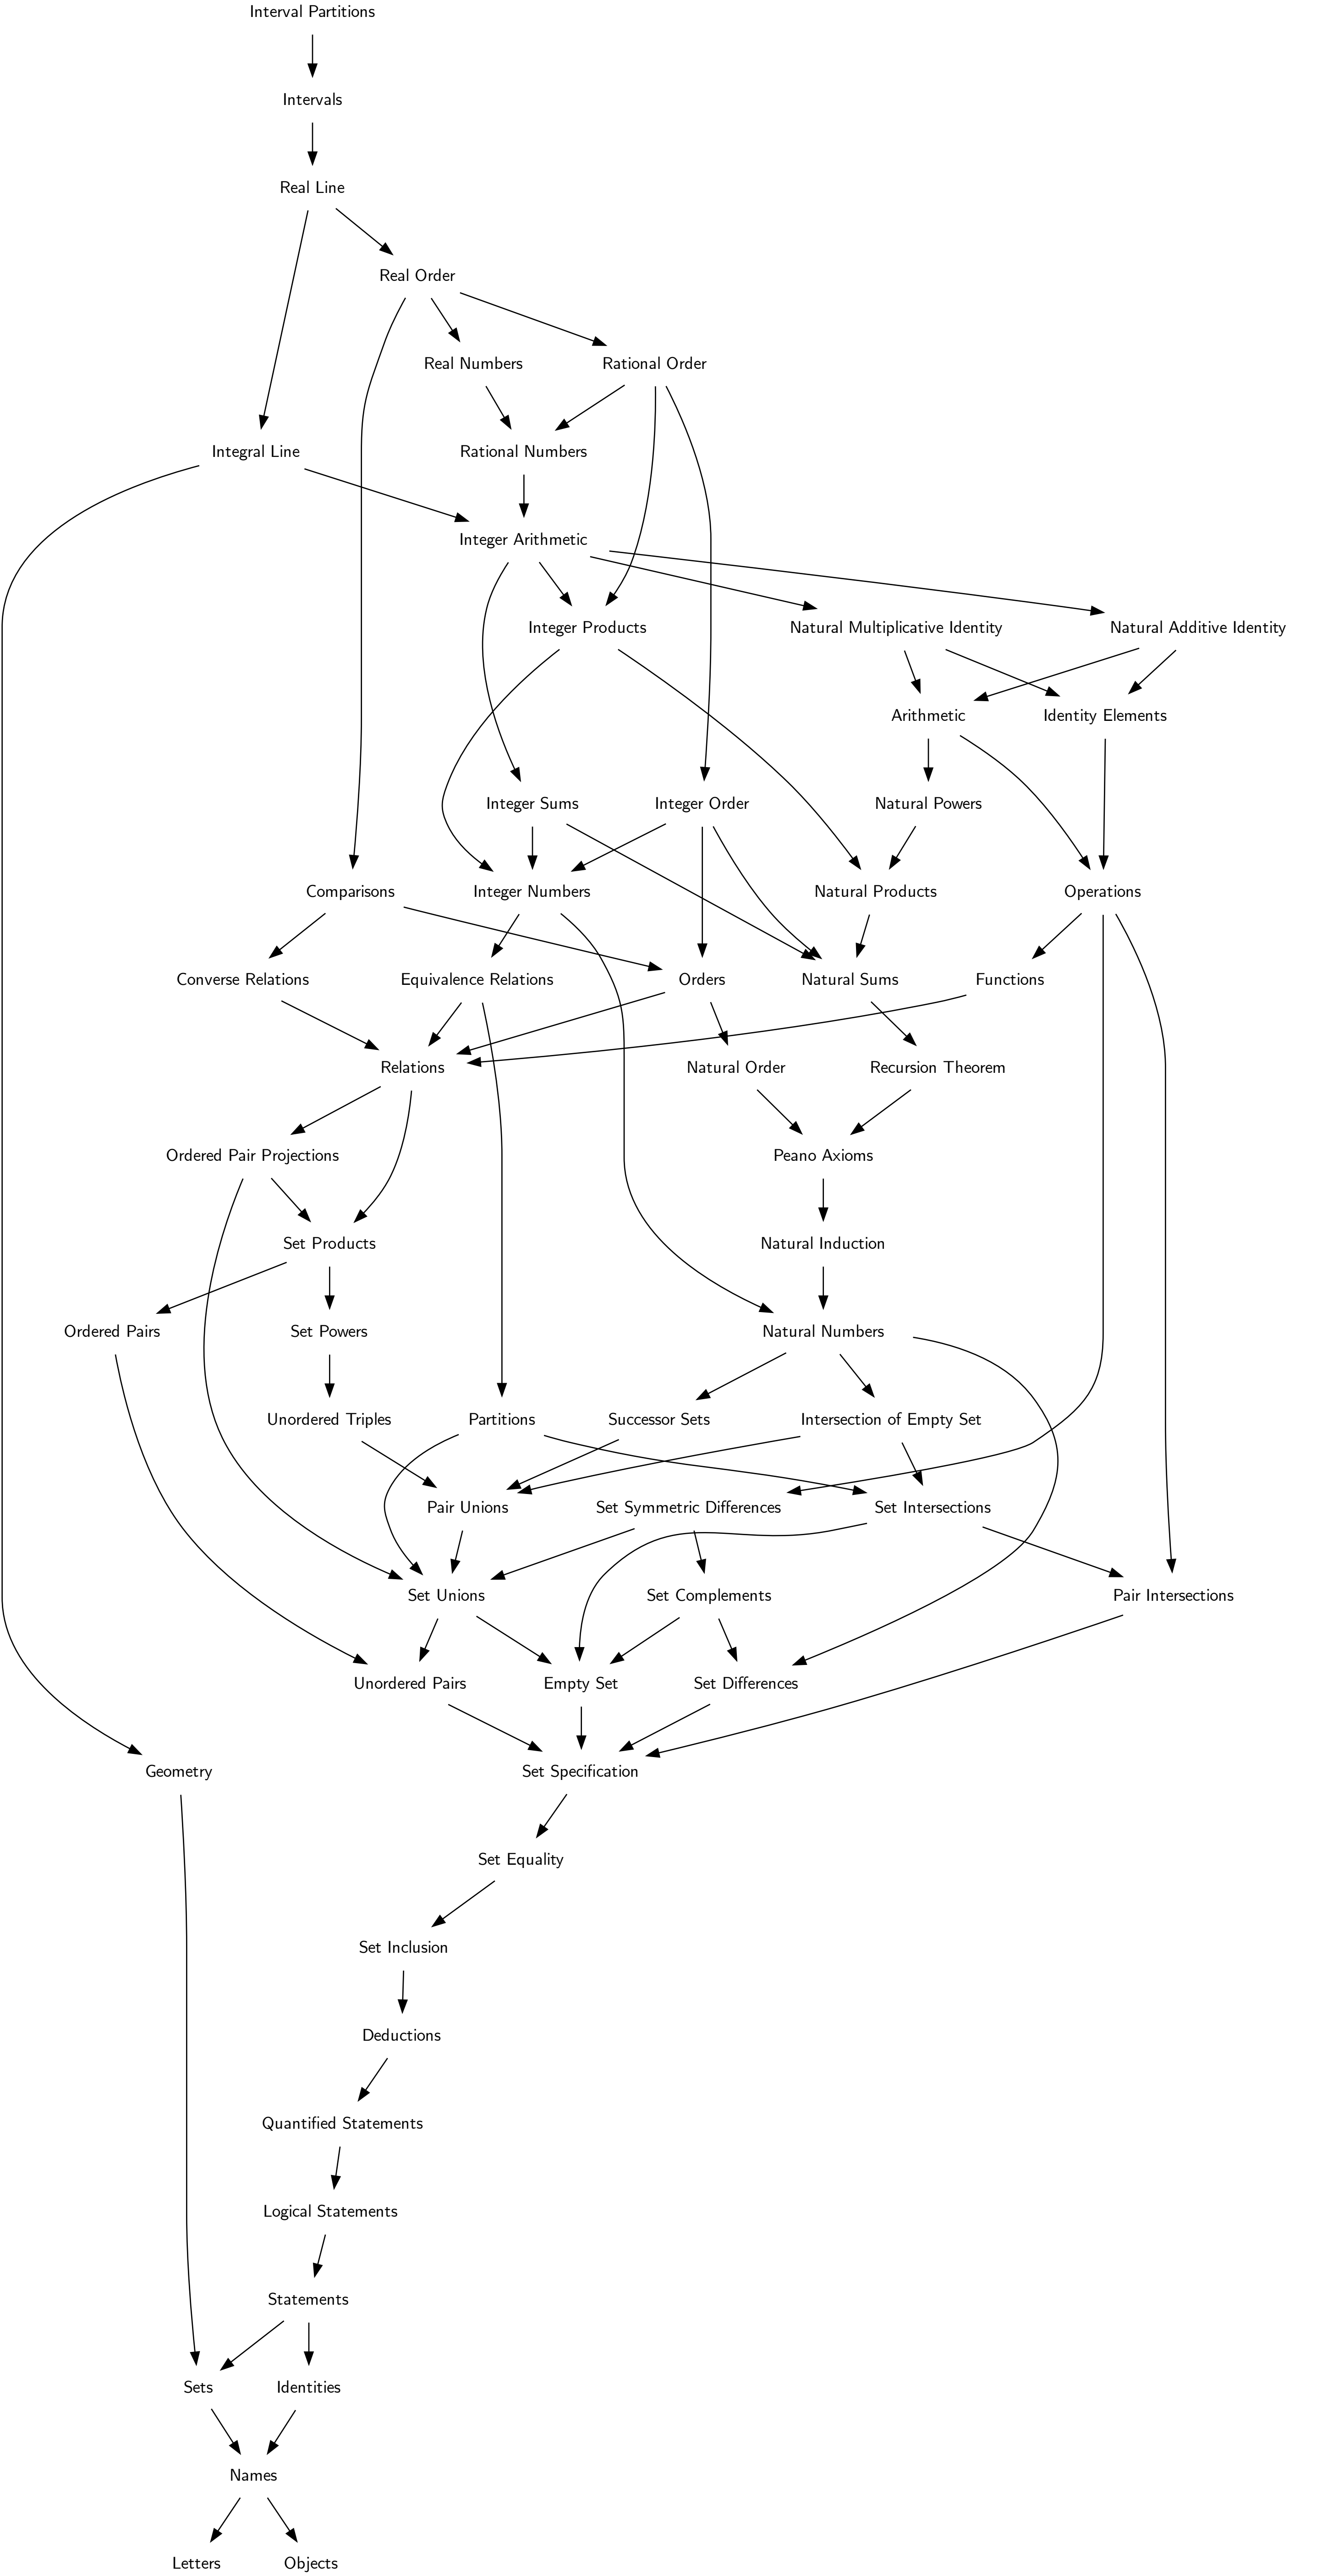 Interval Partitions
Intervals
Real Line
Real Order
Real Numbers
Rational Order
Integral Line
Rational Numbers
Integer Arithmetic
Integer Products
Natural Multiplicative Identity
Natural Additive Identity
Arithmetic
Identity Elements
Integer Sums
Integer Order
Natural Powers
Comparisons
Integer Numbers
Natural Products
Operations
Converse Relations
Equivalence Relations
Orders
Natural Sums
Functions
Relations
Natural Order
Recursion Theorem
Ordered Pair Projections
Peano Axioms
Set Products
Natural Induction
Ordered Pairs
Set Powers
Natural Numbers
Unordered Triples
Partitions
Successor Sets
Intersection of Empty Set
Pair Unions
Set Symmetric Differences
Set Intersections
Set Unions
Set Complements
Pair Intersections
Unordered Pairs
Empty Set
Set Differences
Geometry
Set Specification
Set Equality
Set Inclusion
Deductions
Quantified Statements
Logical Statements
Statements
Sets
Identities
Names
Letters
Objects